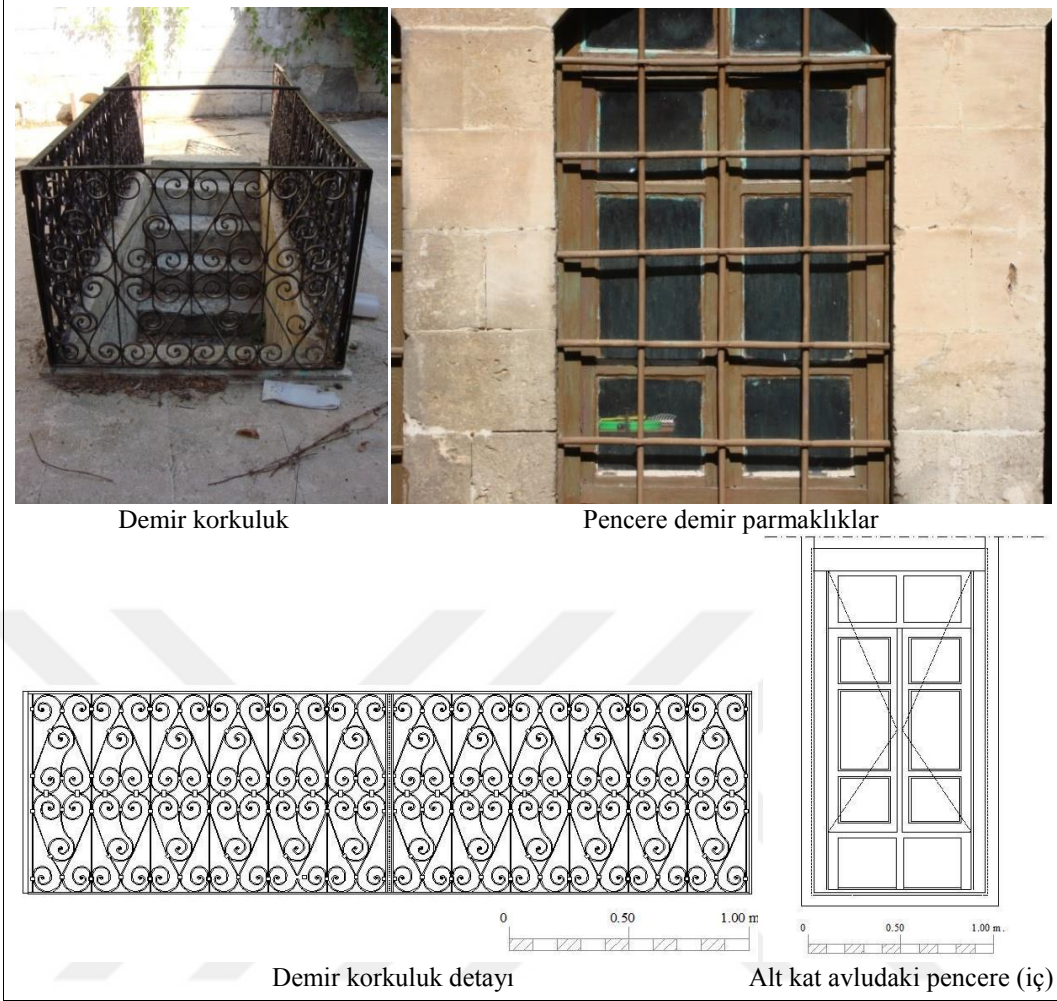 Demir korkuluk
Pencere demir parmaklıklar
0 0.50 1.00 m
0 0.50 1.00 m.
Demir korkuluk detayı
Alt kat avludaki pencere (iç)